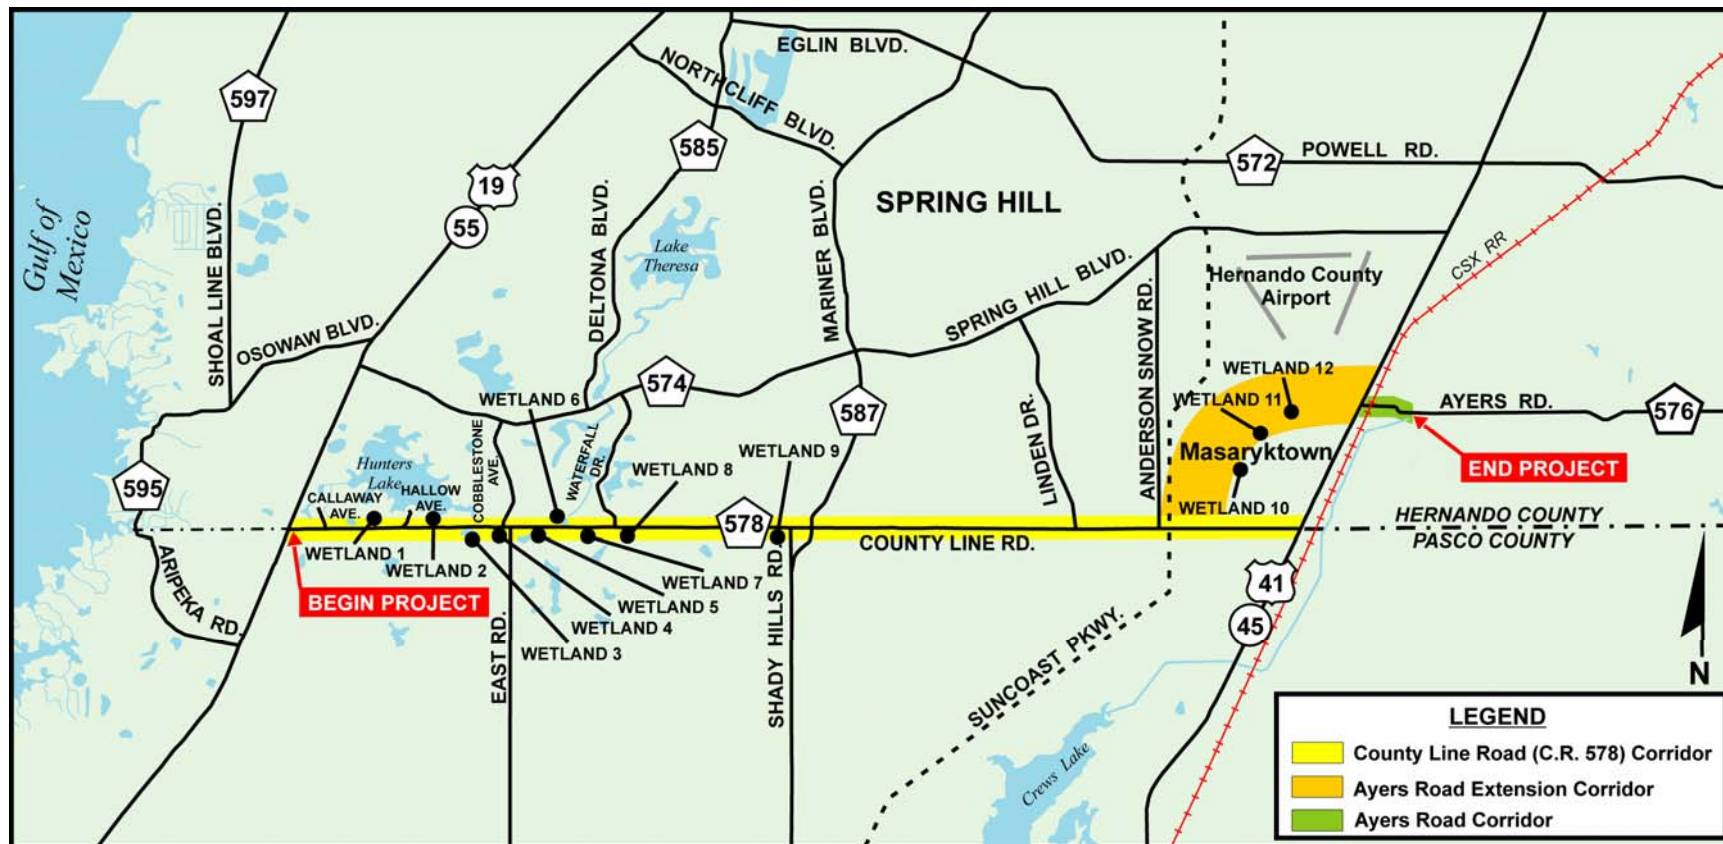 EGLIN BLVD.
NORTHCLIFF BLVD.
597
585
572
POWELL RD.
19
55
SPRING HILL
Gulf of
Mexico
SHOAL LINE BLVD.
DELTONA BLVD.
MARINER BLVD.
Lake
Theresa
CSX RR
Hernando County
Airport
SPRING HILL BLVD.
OSOWAW BLVD.
ANDERSON SNOW RD.
574
WETLAND 6
WETLAND 12
WETLAND 11
587
LINDEN DR.
AYERS RD.
576
COBBLESTONE
AVE.
WATERFALL
DR.
Hunters
Lake
WETLAND 9
Masaryktown
END PROJECT
WETLAND 8
595
CALLAWAY
AVE.
HALLOW
AVE.
WETLAND 10
578
HERNANDO COUNTY
PASCO COUNTY
COUNTY LINE RD.
WETLAND 1
WETLAND 2
WETLAND 7
WETLAND 5
WETLAND 4
WETLAND 3
BEGIN PROJECT
ARIPEKA RD.
EAST RD.
SHADY HILLS RD.
SUNCOAST PKWY.
41
45
N
Crews Lake
LEGEND
County Line Road (C.R. 578) Corridor
Ayers Road Extension Corridor
Ayers Road Corridor